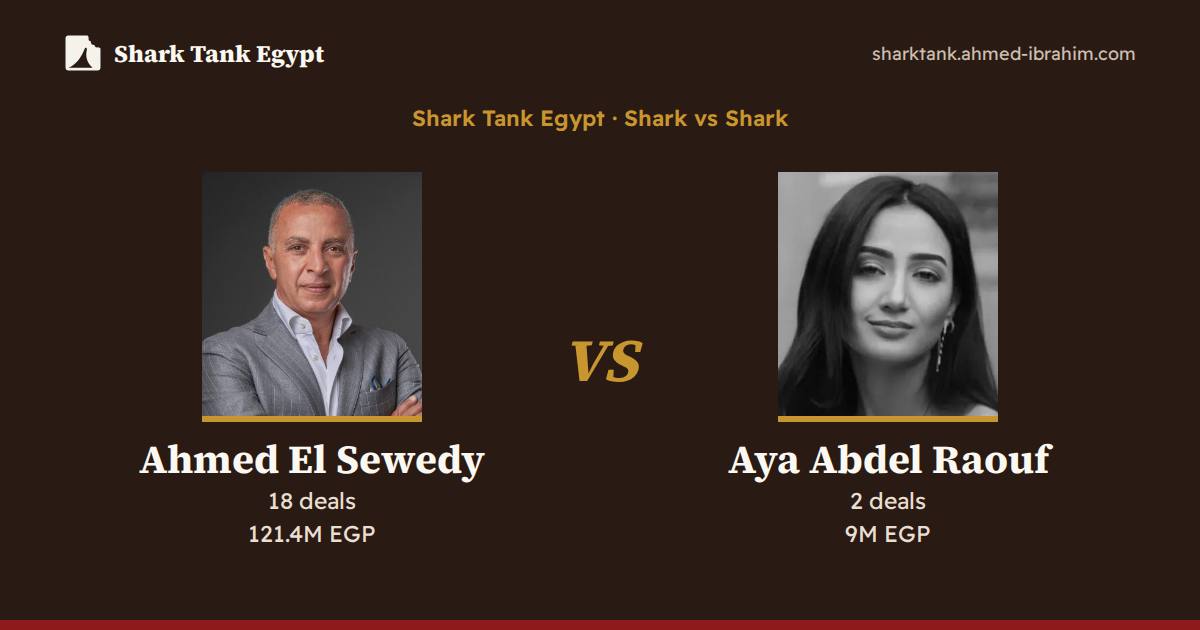 Shark Tank Egypt
sharktank.ahmed-ibrahim.com
Shark Tank Egypt · Shark vs Shark
VS
Ahmed El Sewedy
18 deals
121.4M EGP
Aya Abdel Raouf
2 deals
9M EGP